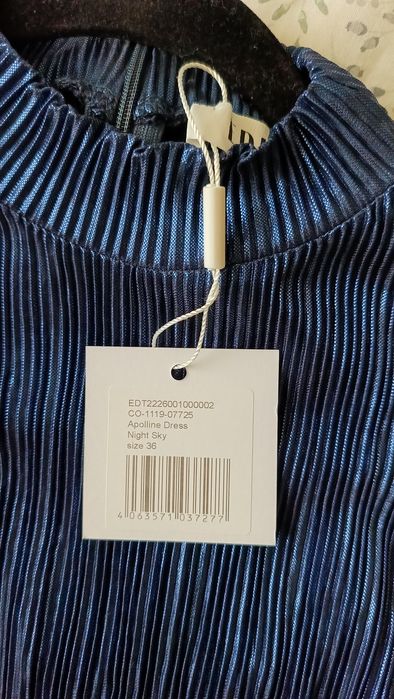 EDT2226001000002
CO-1119-07725
Apolline Dress
Night Sky
size 36
4 063571 037277